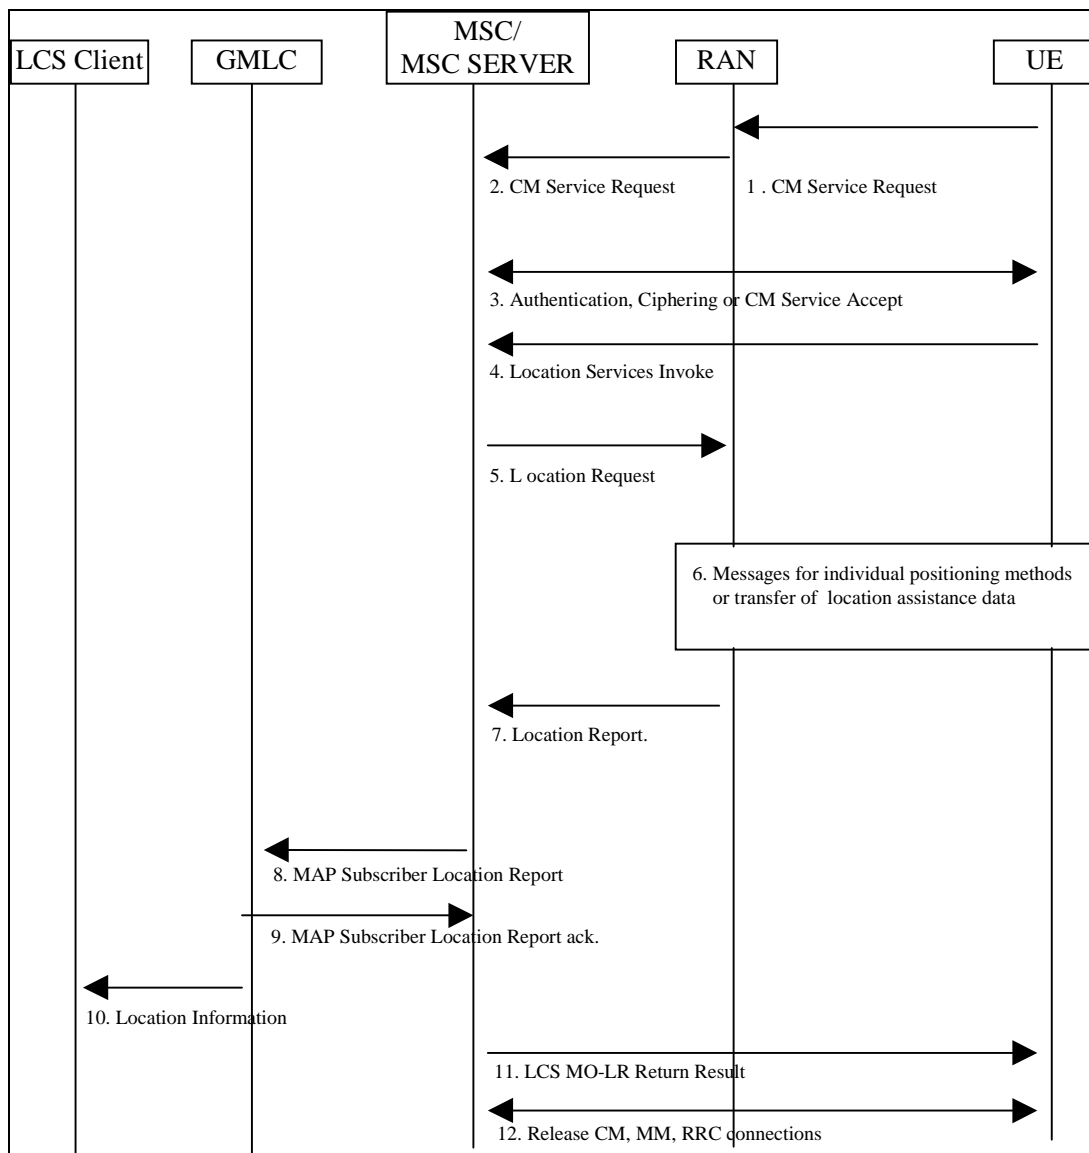 LCS Client
GMLC
MSC/
MSC SERVER
RAN
UE
2. CM Service Request
1 . CM Service Request
3. Authentication, Ciphering or CM Service Accept
4. Location Services Invoke
5. L ocation Request
6. Messages for individual positioning methods
or transfer of location assistance data
7. Location Report.
8. MAP Subscriber Location Report
9. MAP Subscriber Location Report ack.
10. Location Information
11. LCS MO-LR Return Result
12. Release CM, MM, RRC connections